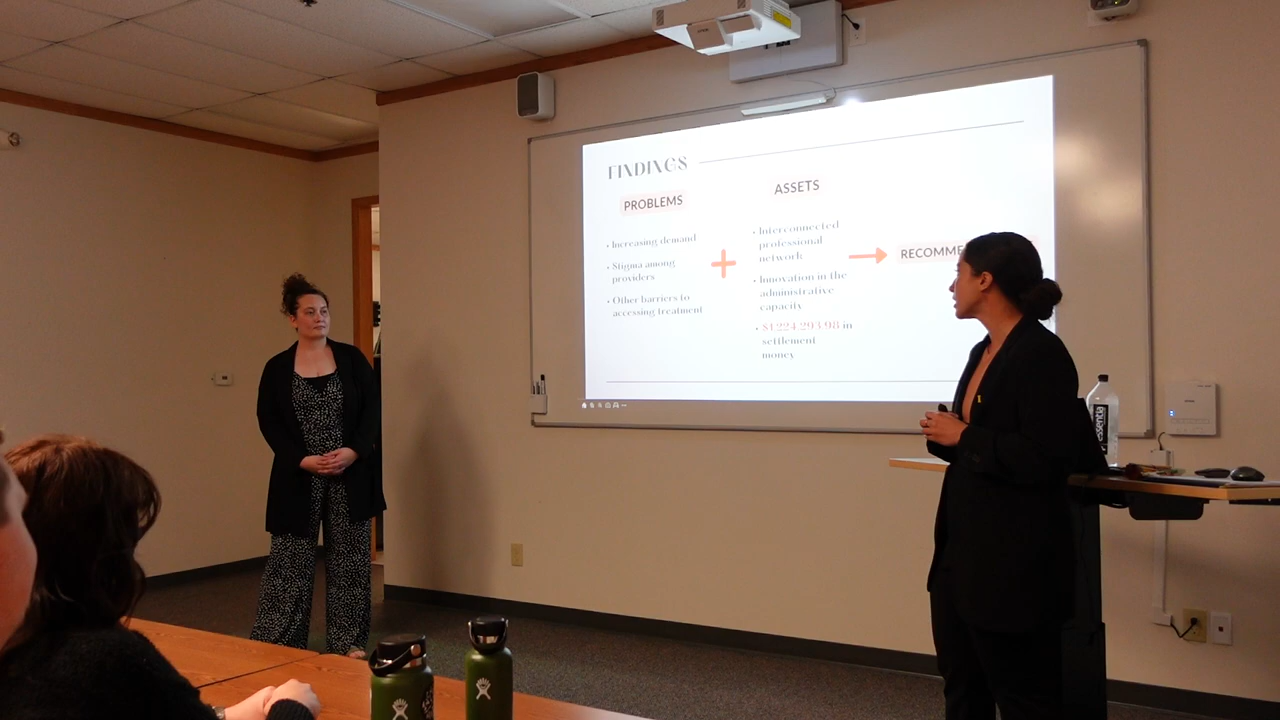 FINDINGS
PROBLEMS
• Increasing demand
• Stigma among
providers
• Other barriers to
accessing treatment
ASSETS
• Interconnected
professional
network
• Innovation in the
administrative
capacity
• $1,224,293.98 in
settlement
money
essentia